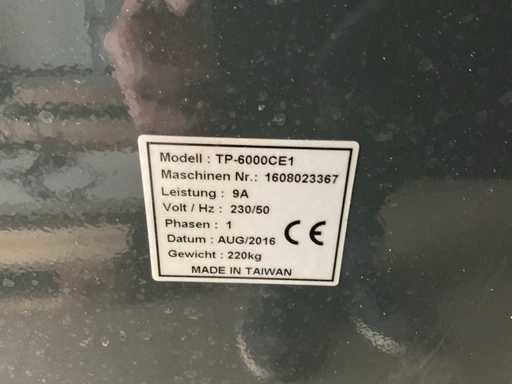 Modell : TP-6000CE1
Maschinen Nr.: 1608023367
Leistung : 9A
Volt / Hz : 230/50
Phasen : 1
Datum : AUG/2016
Gewicht : 220kg
CE
MADE IN TAIWAN